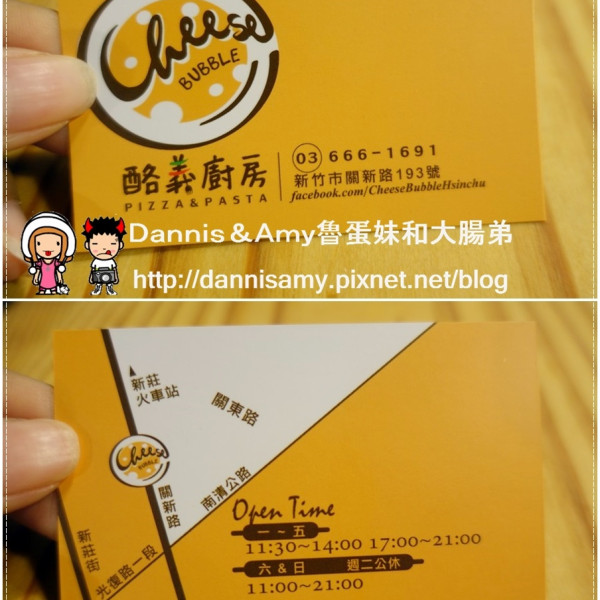 Cheese
BUBBLE
酪義廚房
PIZZA & PASTA
03 666-1691
新竹市關新路193號
facebook.com/CheeseBubbleHsinchu
Dannis & Amy魯蛋妹和大腸弟
http://dannisamy.pixnet.net/blog
新莊
火車站
關東路
Cheese
BUBBLE
關新路
南清公路
新莊街
光復路一段
Open Time
一~五
11:30~14:00 17:00~21:00
六 & 日 週二公休
11:00~21:00